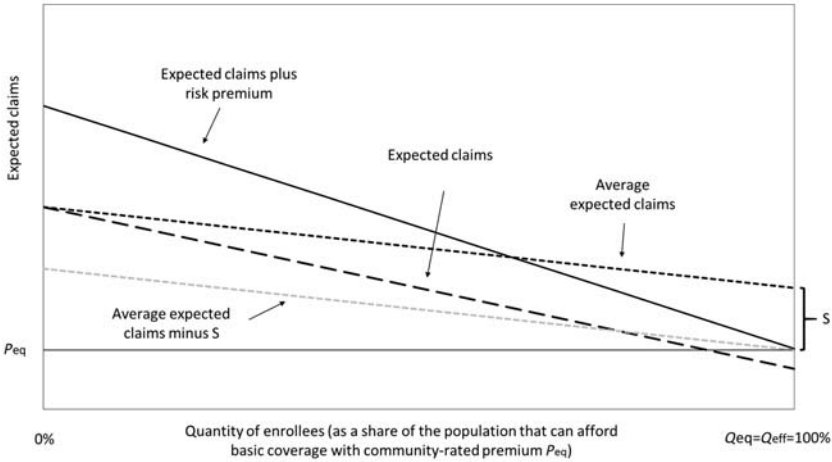 Expected claims
Expected claims plus
risk premium
Expected claims
Average
expected claims
Average expected
claims minus S
S
Peq
0%
Quantity of enrollees (as a share of the population that can afford
basic coverage with community-rated premium Peq)
Qeq=Qeff=100%